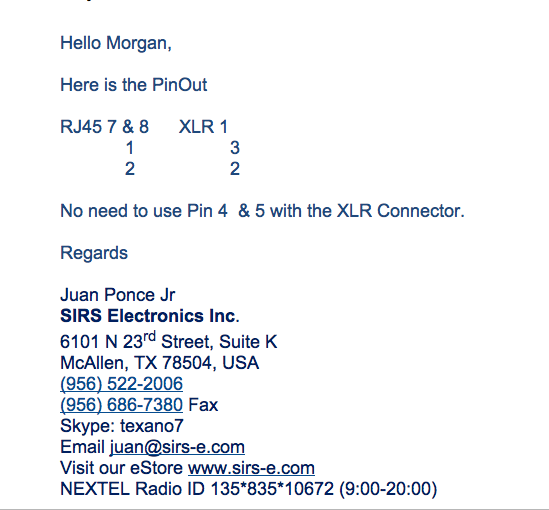 Hello Morgan,
Here is the PinOut
RJ45 7 & 8 XLR 1
1 3
2 2
No need to use Pin 4 & 5 with the XLR Connector.
Regards
Juan Ponce Jr
SIRS Electronics Inc.
6101 N 23rd Street, Suite K
McAllen, TX 78504, USA
(956) 522-2006
(956) 686-7380 Fax
Skype: texano7
Email juan@sirs-e.com
Visit our eStore www.sirs-e.com
NEXTEL Radio ID 135*835*10672 (9:00-20:00)